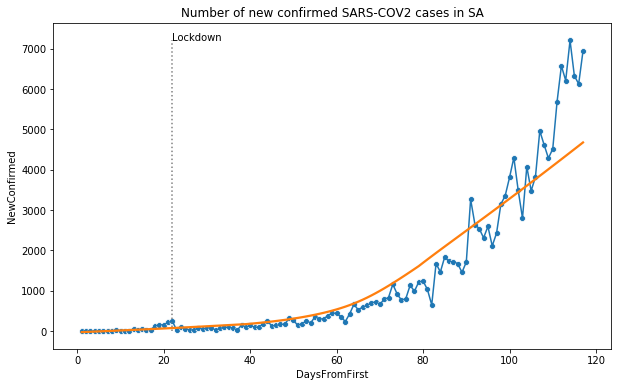 Number of new confirmed SARS-COV2 cases in SA
Lockdown
NewConfirmed
7000
6000
5000
4000
3000
2000
1000
0
0 20 40 60 80 100 120
DaysFromFirst